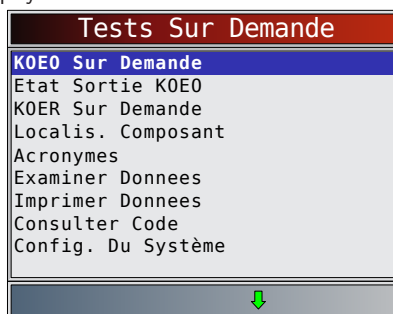 Tests Sur Demande
KOEO Sur Demande
Etat Sortie KOEO
KOER Sur Demande
Localis. Composant
Acronymes
Examiner Donnees
Imprimer Donnees
Consulter Code
Config. Du Système